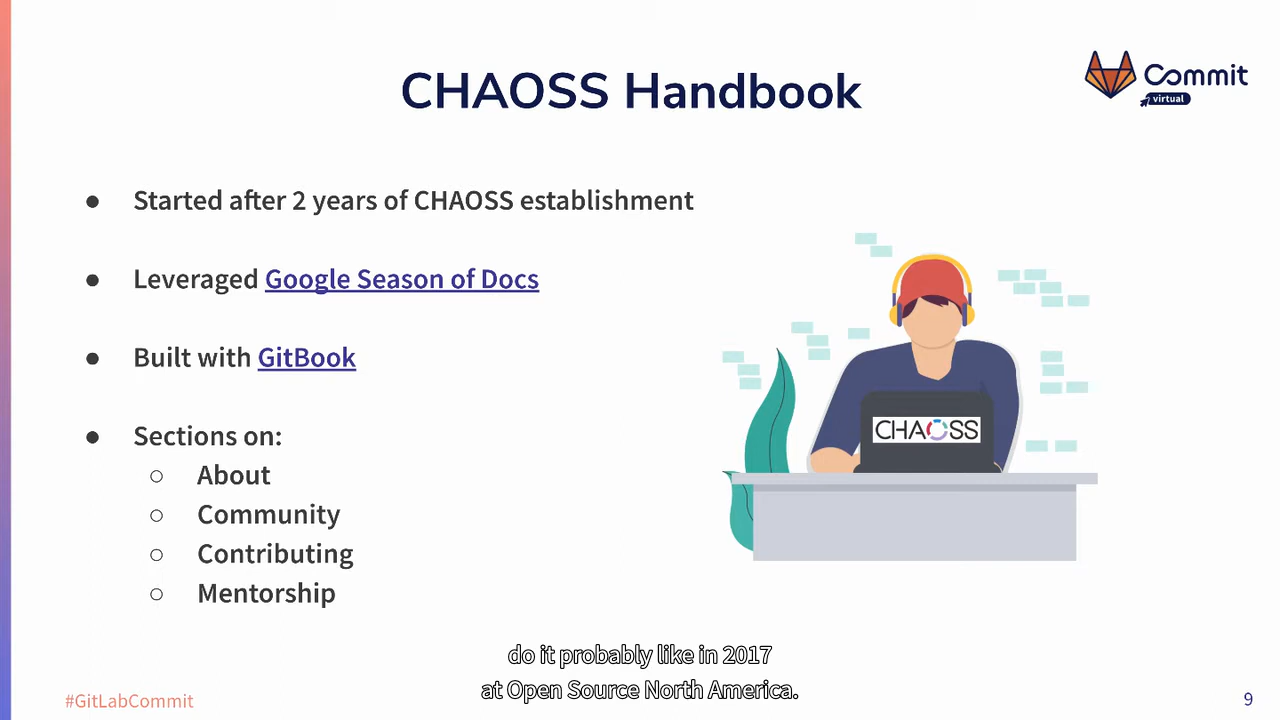 CHAOSS Handbook
Commit
virtual
● Started after 2 years of CHAOSS establishment
● Leveraged Google Season of Docs
● Built with GitBook
● Sections on:
○ About
○ Community
○ Contributing
○ Mentorship
CHAOSS
do it probably like in 2017
at Open Source North America.
#GitLabCommit
9